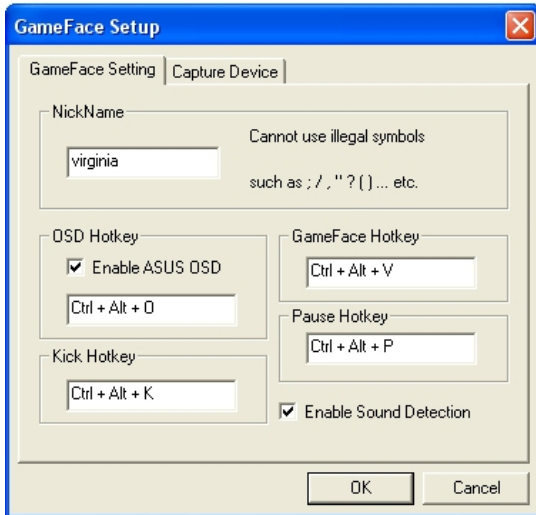 GameFace Setup
GameFace Setting
Capture Device
NickName
virginia
Cannot use illegal symbols
such as ; / , " ? ( ) ... etc.
OSD Hotkey
Enable ASUS OSD
Ctrl + Alt + O
GameFace Hotkey
Ctrl + Alt + V
Pause Hotkey
Ctrl + Alt + P
Kick Hotkey
Ctrl + Alt + K
Enable Sound Detection
OK
Cancel